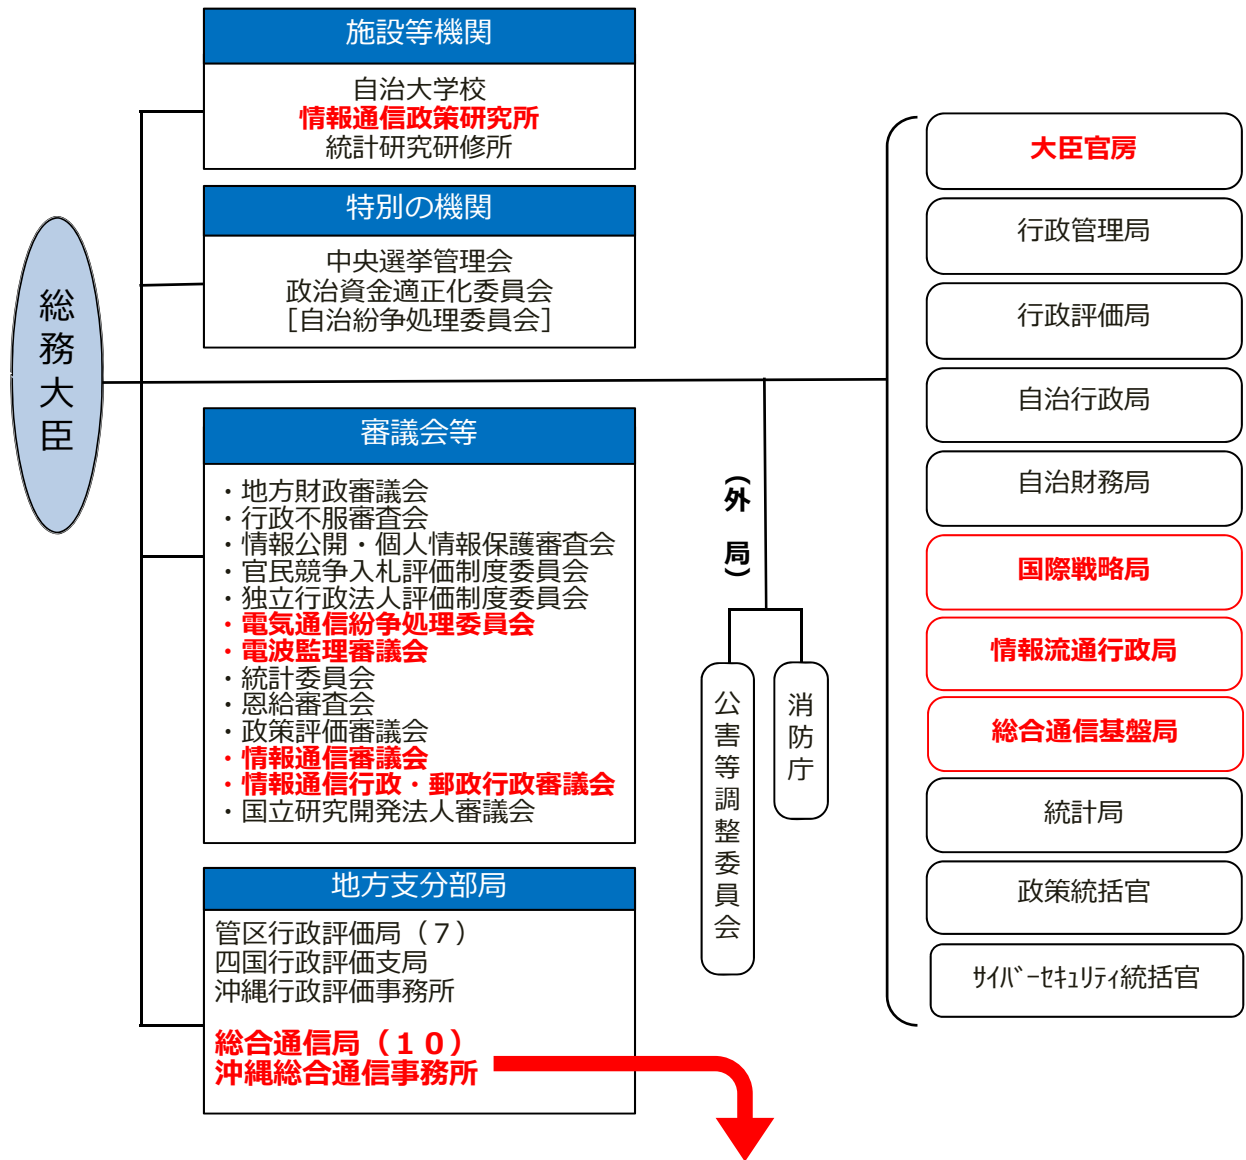 総務大臣
施設等機関
自治大学校
情報通信政策研究所
統計研究研修所
特別の機関
中央選挙管理会
政治資金適正化委員会
［自治紛争処理委員会］
審議会等
・地方財政審議会
・行政不服審査会
・情報公開・個人情報保護審査会
・官民競争入札評価制度委員会
・独立行政法人評価制度委員会
・電気通信紛争処理委員会
・電波監理審議会
・統計委員会
・恩給審査会
・政策評価審議会
・情報通信審議会
・情報通信行政・郵政行政審議会
・国立研究開発法人審議会
地方支分部局
管区行政評価局（７）
四国行政評価支局
沖縄行政評価事務所
総合通信局（１０）
沖縄総合通信事務所
（外局）
公害等調整委員会
消防庁
大臣官房
行政管理局
行政評価局
自治行政局
自治財務局
国際戦略局
情報流通行政局
総合通信基盤局
統計局
政策統括官
ｻｲﾊﾞｰｾｷｭﾘﾃｨ統括官